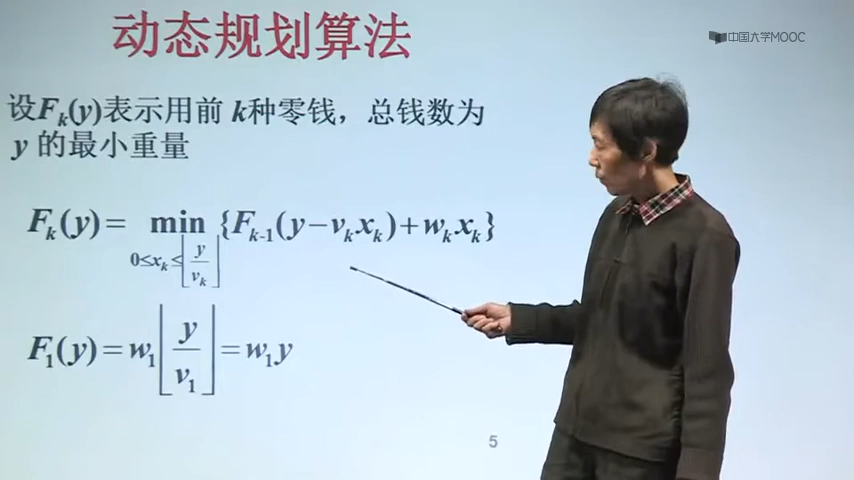 动态规划算法
中国大学MOOC
设Fk(y)表示用前 k种零钱，总钱数为
y 的最小重量
Fk(y) = min {Fk-1(y − vkxk) + wkxk}
0≤xk≤⌊y/vk⌋
F1(y) = w1⌊y/v1⌋ = w1y
5